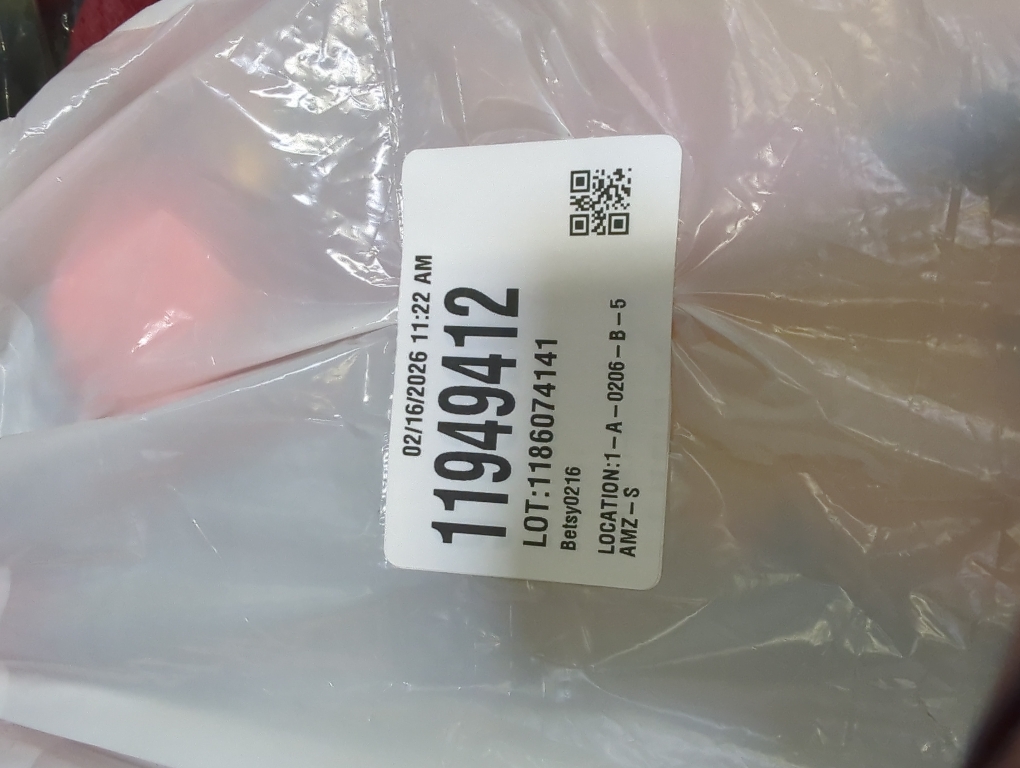 02/16/2026 11:22 AM
11949412
LOT:1186074141
Betsy0216
LOCATION:1-A-0206-B-5
AMZ-S